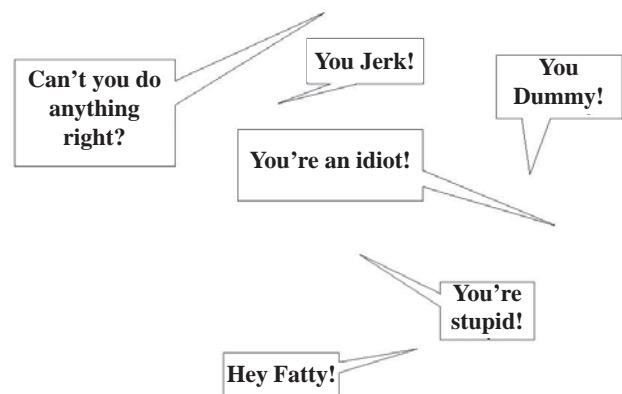 Can't you do
anything
right?
You Jerk!
You
Dummy!
You're an idiot!
You're
stupid!
Hey Fatty!